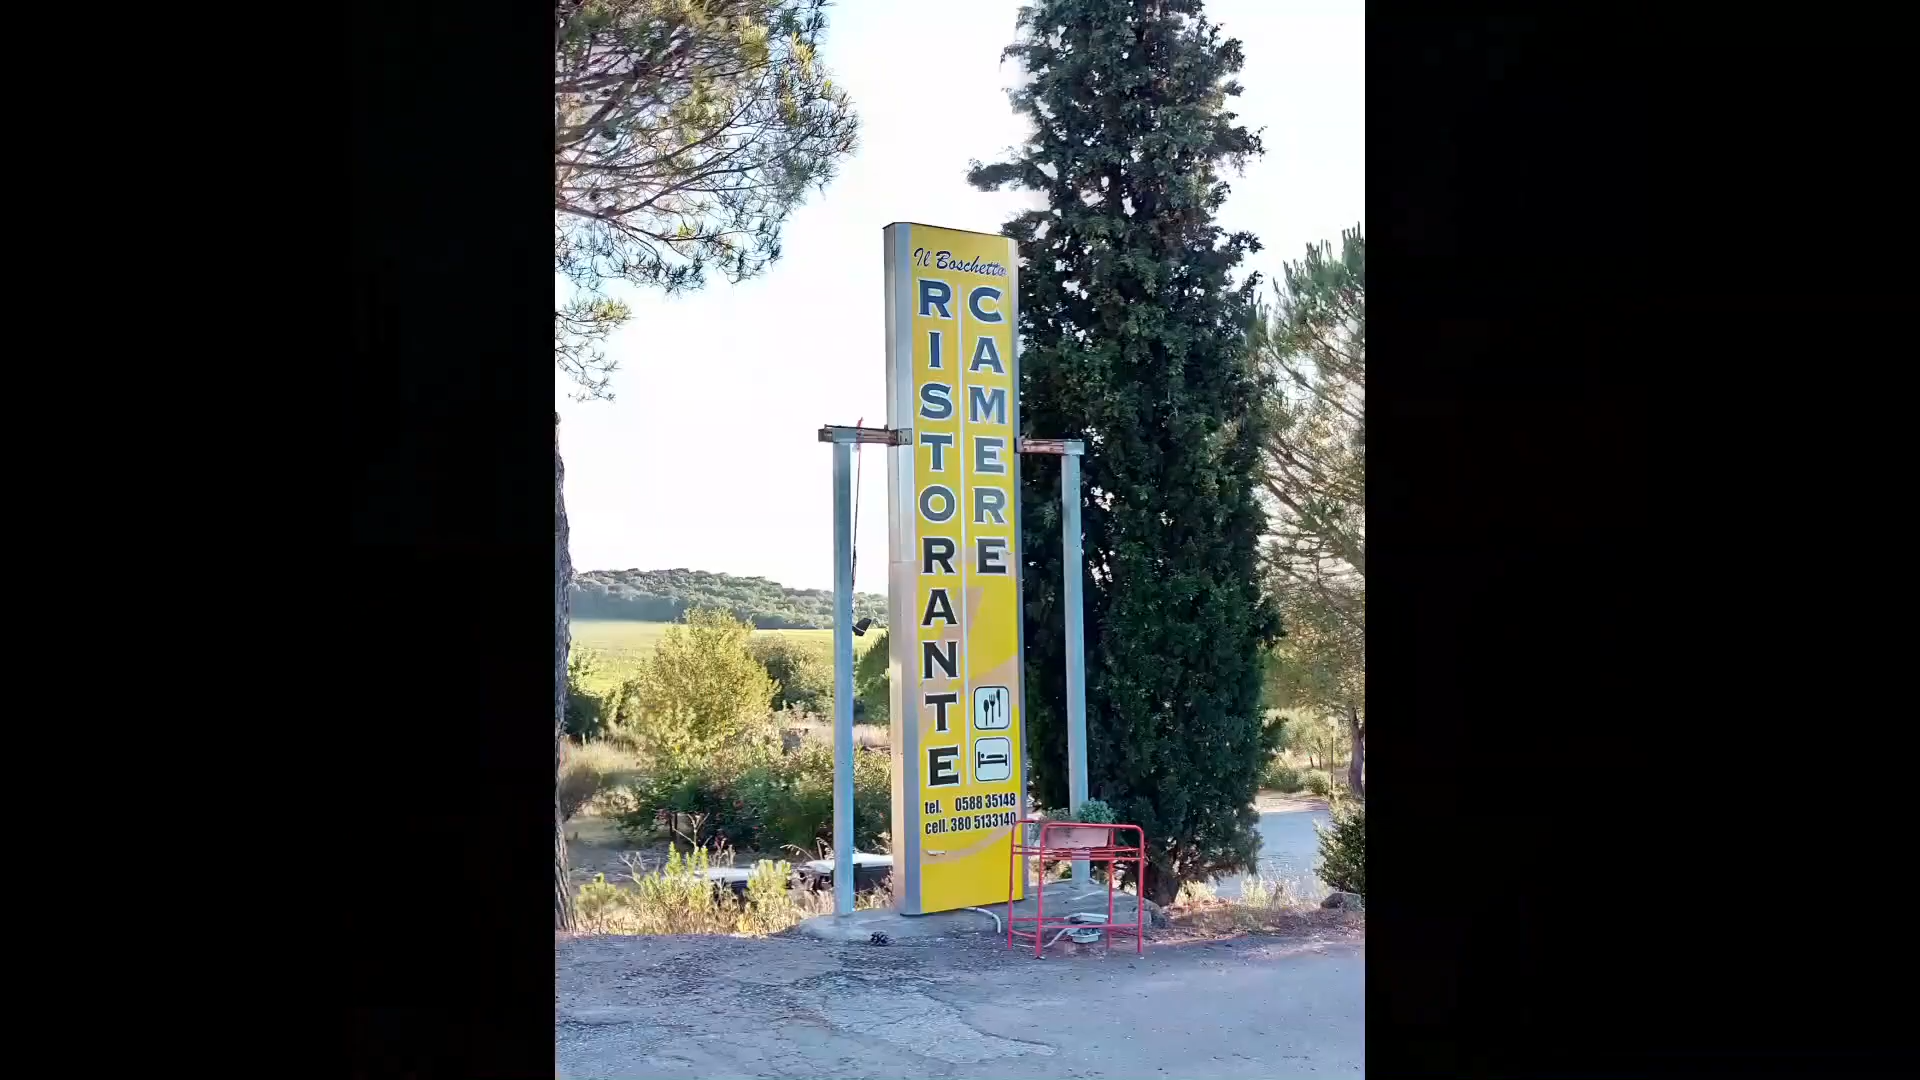 Il Boschetto
RISTORANTE
CAMERE
tel. 0588 35148
cell. 380 5133140